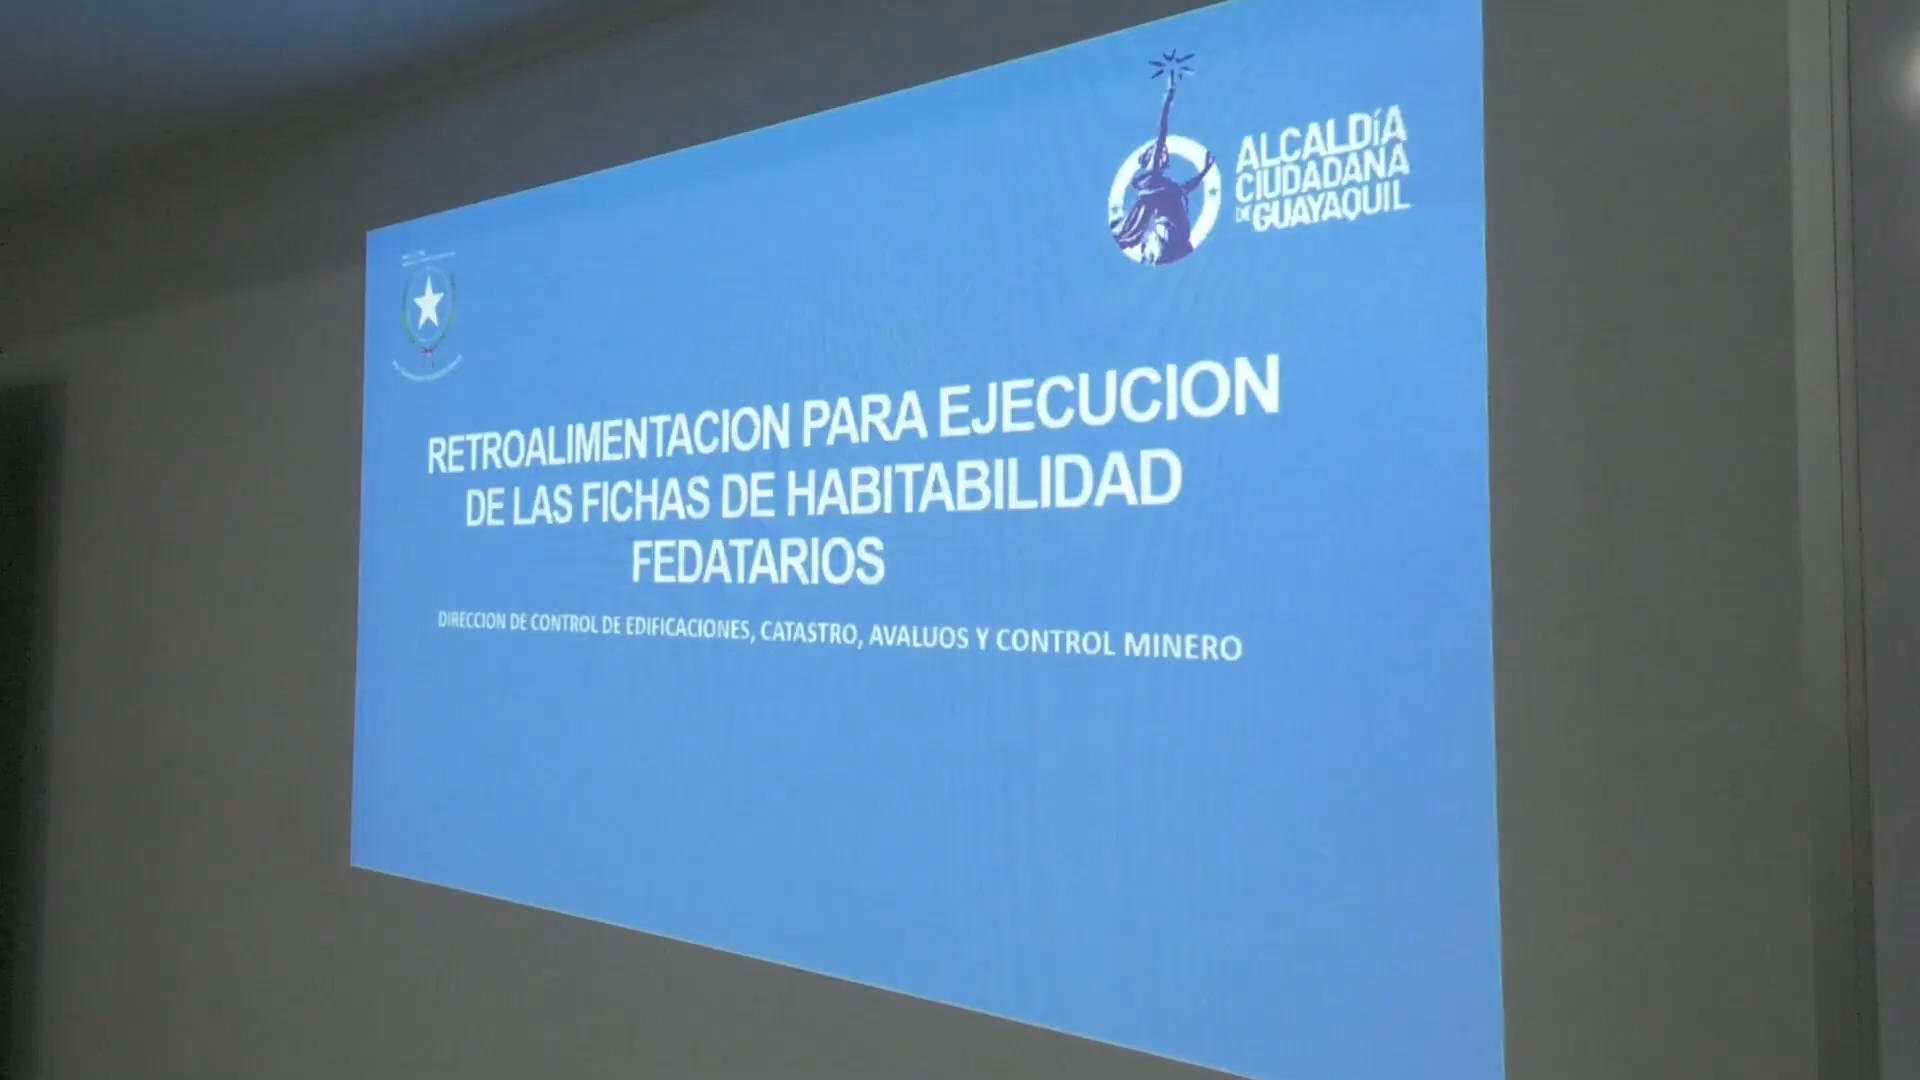 ALCALDÍA
CIUDADANA
DE GUAYAQUIL
RETROALIMENTACION PARA EJECUCION
DE LAS FICHAS DE HABITABILIDAD
FEDATARIOS
DIRECCION DE CONTROL DE EDIFICACIONES, CATASTRO, AVALUOS Y CONTROL MINERO